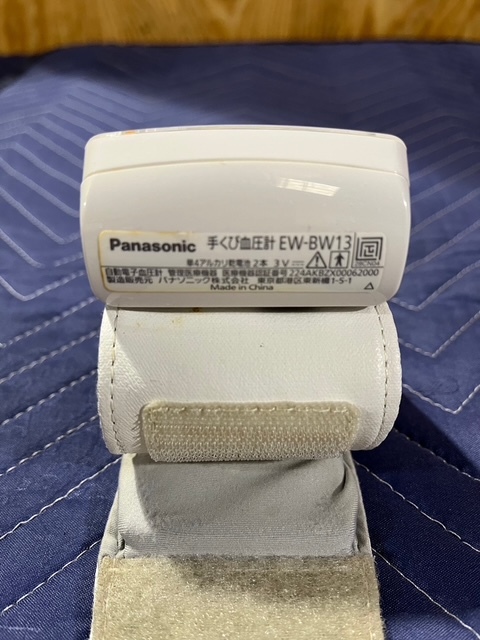 Panasonic 手くび血圧計 EW-BW13
単4アルカリ乾電池2本 3V
自動電子血圧計 管理医療機器 医療機器認証番号 224AKBZX00062000
製造販売元 パナソニック株式会社 東京都港区東新橋1-5-1
Made in China